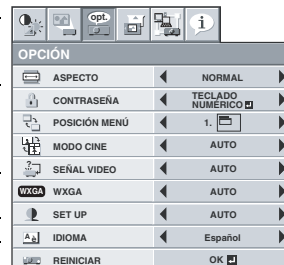 opt.
i
OPCIÓN
ASPECTO NORMAL
CONTRASEÑA TECLADO NUMÉRICO
POSICIÓN MENÚ 1.
MODO CINE AUTO
SEÑAL VIDEO AUTO
WXGA WXGA AUTO
SET UP AUTO
A b IDIOMA Español
REINICIAR OK